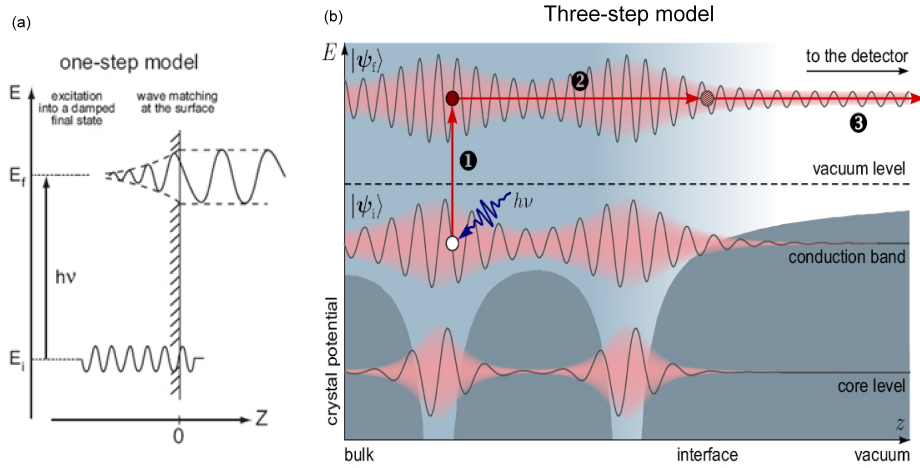 (a)
one-step model
excitation
into a damped
final state
wave matching
at the surface
E
E_f
hν
E_i
Z
0
(b)
Three-step model
E
|ψ_f⟩
to the detector
❷
❸
❶
vacuum level
|ψ_i⟩
hν
conduction band
crystal potential
core level
z
bulk
interface
vacuum